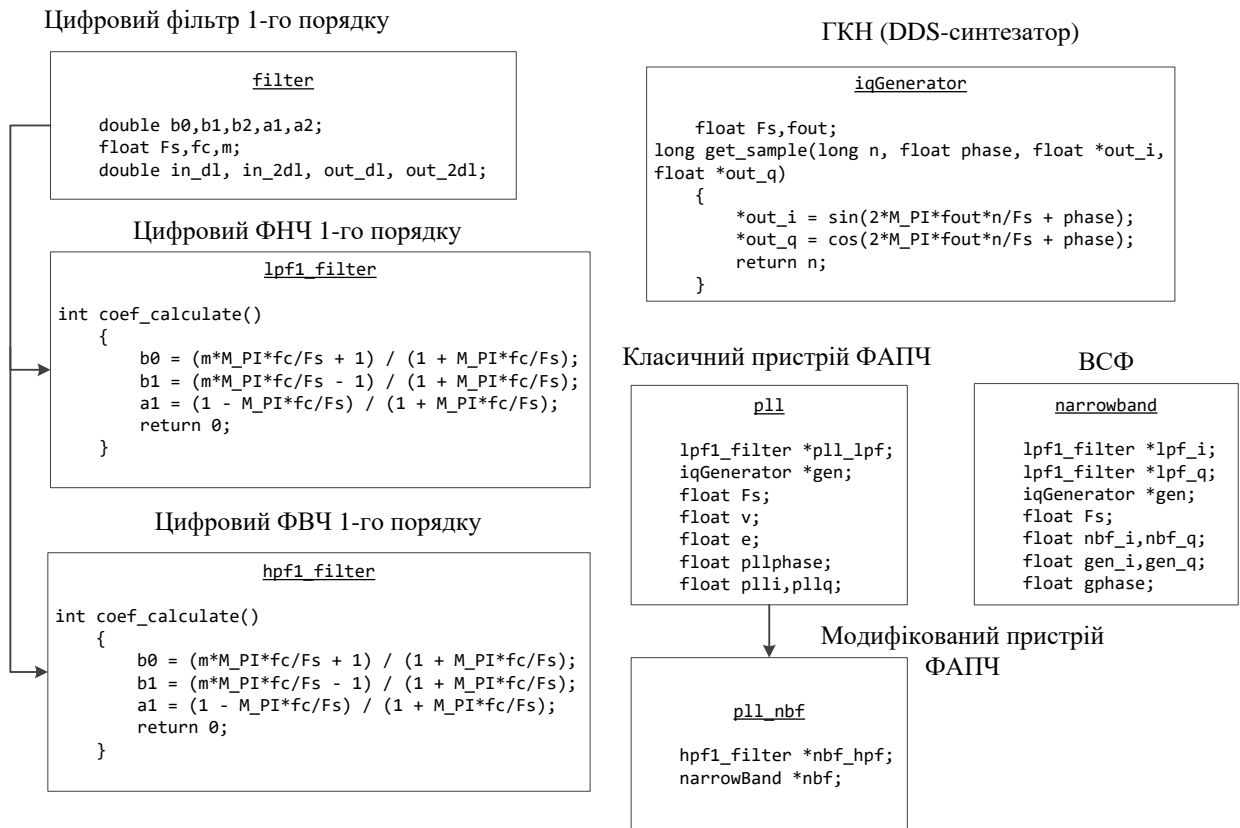 Цифровий фільтр 1-го порядку
filter
double b0,b1,b2,a1,a2;
float Fs,fc,m;
double in_dl, in_2dl, out_dl, out_2dl;
Цифровий ФНЧ 1-го порядку
lpf1_filter
int coef_calculate()
{
b0 = (m*M_PI*fc/Fs + 1) / (1 + M_PI*fc/Fs);
b1 = (m*M_PI*fc/Fs - 1) / (1 + M_PI*fc/Fs);
a1 = (1 - M_PI*fc/Fs) / (1 + M_PI*fc/Fs);
return 0;
}
Цифровий ФВЧ 1-го порядку
hpf1_filter
int coef_calculate()
{
b0 = (m*M_PI*fc/Fs + 1) / (1 + M_PI*fc/Fs);
b1 = (m*M_PI*fc/Fs - 1) / (1 + M_PI*fc/Fs);
a1 = (1 - M_PI*fc/Fs) / (1 + M_PI*fc/Fs);
return 0;
}
ГКН (DDS-синтезатор)
iqGenerator
float Fs,fout;
long get_sample(long n, float phase, float *out_i,
float *out_q)
{
*out_i = sin(2*M_PI*fout*n/Fs + phase);
*out_q = cos(2*M_PI*fout*n/Fs + phase);
return n;
}
Класичний пристрій ФАПЧ
pll
lpf1_filter *pll_lpf;
iqGenerator *gen;
float Fs;
float v;
float e;
float pllphase;
float plli,pllq;
ВСФ
narrowband
lpf1_filter *lpf_i;
lpf1_filter *lpf_q;
iqGenerator *gen;
float Fs;
float nbf_i,nbf_q;
float gen_i,gen_q;
float gphase;
Модифікований пристрій
ФАПЧ
pll_nbf
hpf1_filter *nbf_hpf;
narrowBand *nbf;